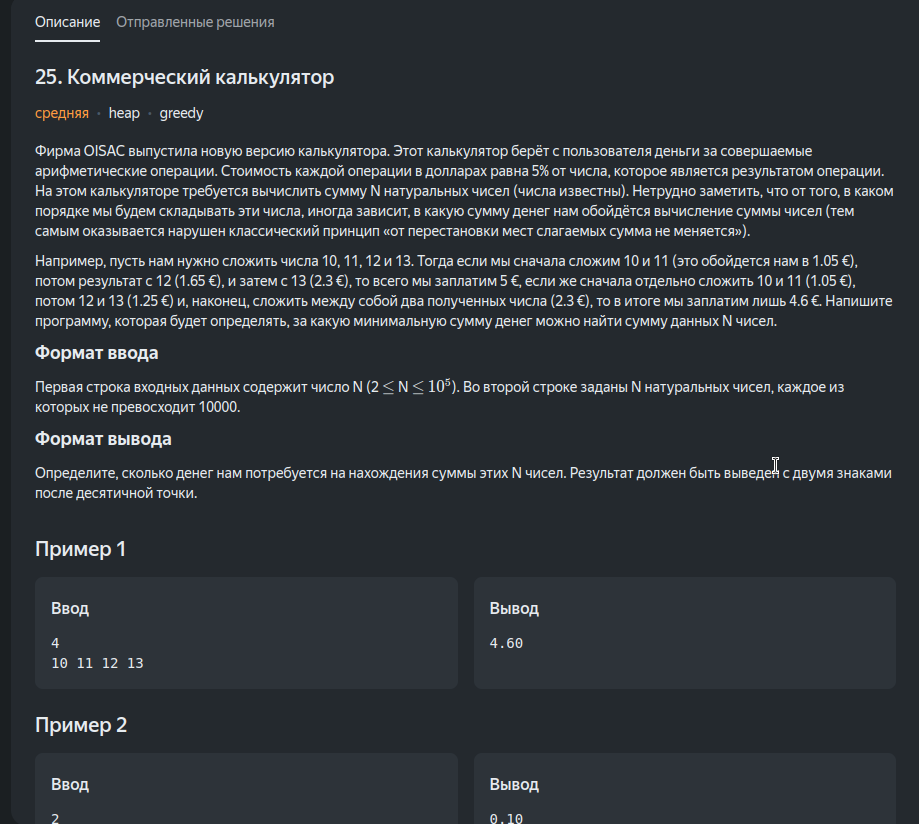 Описание Отправленные решения
25. Коммерческий калькулятор
средняя · heap · greedy
Фирма OISAC выпустила новую версию калькулятора. Этот калькулятор берёт с пользователя деньги за совершаемые
арифметические операции. Стоимость каждой операции в долларах равна 5% от числа, которое является результатом операции.
На этом калькуляторе требуется вычислить сумму N натуральных чисел (числа известны). Нетрудно заметить, что от того, в каком
порядке мы будем складывать эти числа, иногда зависит, в какую сумму денег нам обойдётся вычисление суммы чисел (тем
самым оказывается нарушен классический принцип «от перестановки мест слагаемых сумма не меняется»).
Например, пусть нам нужно сложить числа 10, 11, 12 и 13. Тогда если мы сначала сложим 10 и 11 (это обойдется нам в 1.05 €),
потом результат с 12 (1.65 €), и затем с 13 (2.3 €), то всего мы заплатим 5 €, если же сначала отдельно сложить 10 и 11 (1.05 €),
потом 12 и 13 (1.25 €) и, наконец, сложить между собой два полученных числа (2.3 €), то в итоге мы заплатим лишь 4.6 €. Напишите
программу, которая будет определять, за какую минимальную сумму денег можно найти сумму данных N чисел.
Формат ввода
Первая строка входных данных содержит число N (2 ≤ N ≤ 10⁵). Во второй строке заданы N натуральных чисел, каждое из
которых не превосходит 10000.
Формат вывода
Определите, сколько денег нам потребуется на нахождения суммы этих N чисел. Результат должен быть выведен с двумя знаками
после десятичной точки.
Пример 1
Ввод
4
10 11 12 13
Вывод
4.60
Пример 2
Ввод
2
Вывод
0.10